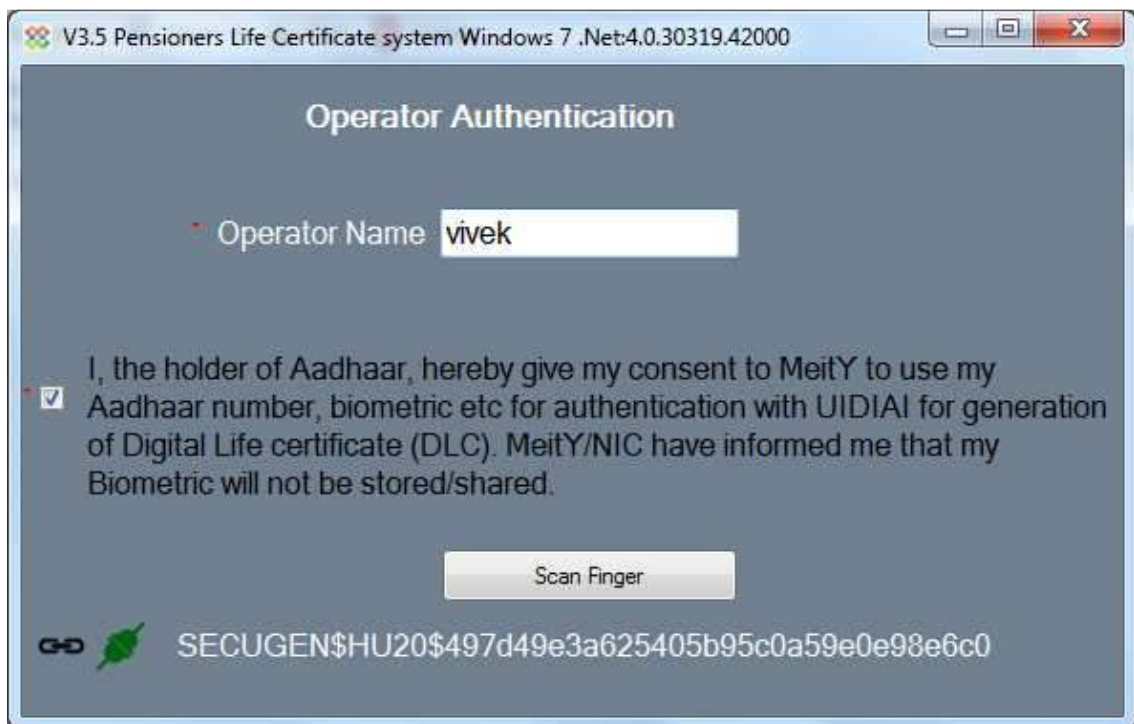 V3.5 Pensioners Life Certificate system Windows 7 .Net:4.0.30319.42000
Operator Authentication
* Operator Name vivek
* I, the holder of Aadhaar, hereby give my consent to MeitY to use my
Aadhaar number, biometric etc for authentication with UIDIAI for generation
of Digital Life certificate (DLC). MeitY/NIC have informed me that my
Biometric will not be stored/shared.
Scan Finger
SECUGEN$HU20$497d49e3a625405b95c0a59e0e98e6c0